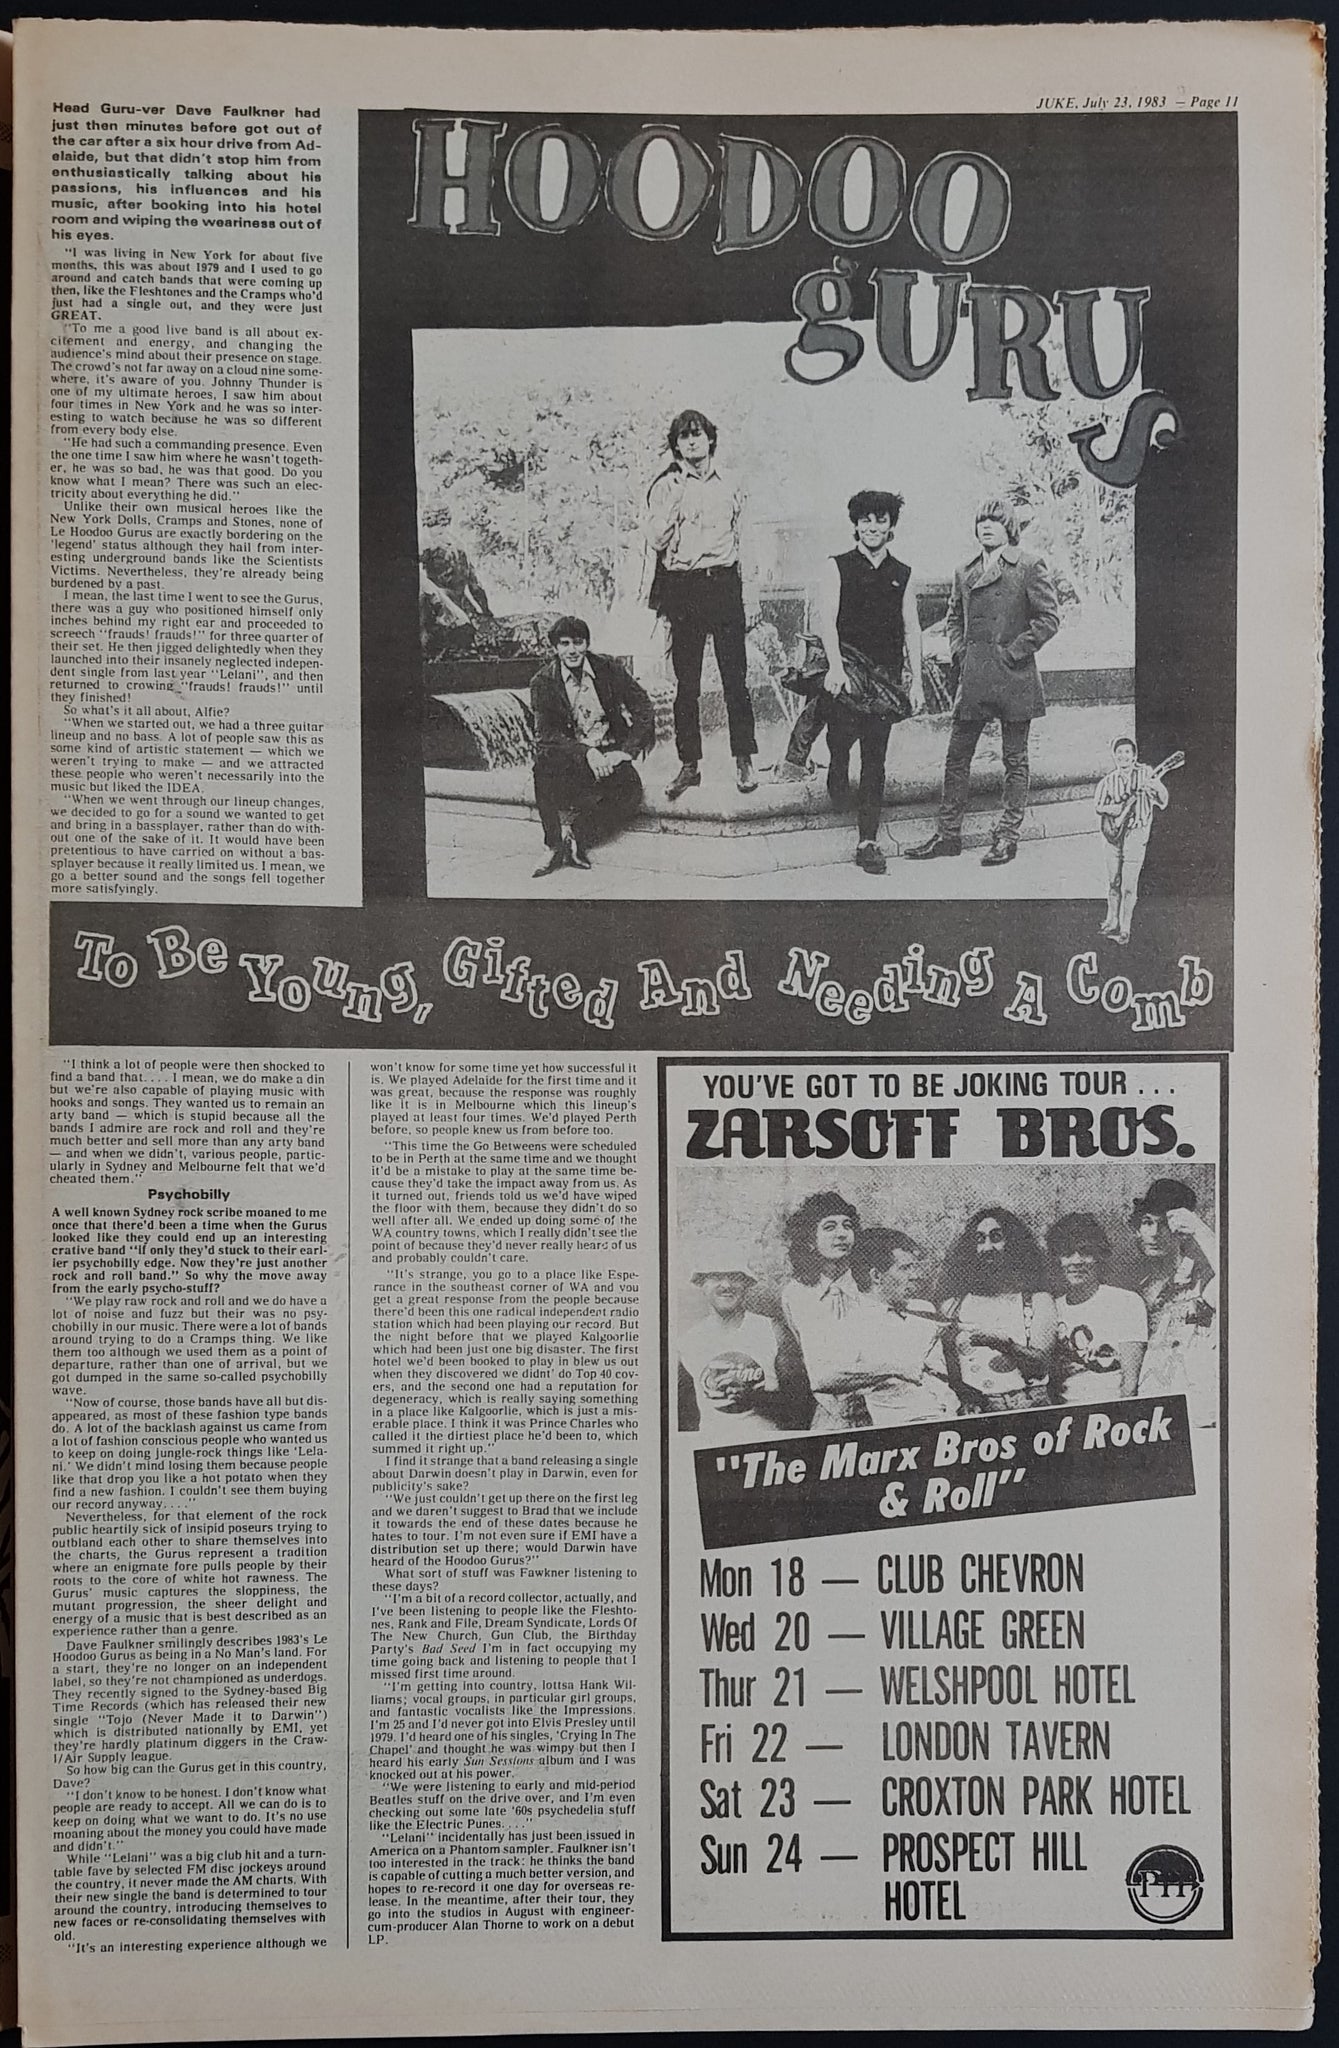 JUKE, July 23, 1983 — Page 11
HOODOO
gURUS
Head Guru-ver Dave Faulkner had
just then minutes before got out of
the car after a six hour drive from Ad-
elaide, but that didn't stop him from
enthusiastically talking about his
passions, his influences and his
music, after booking into his hotel
room and wiping the weariness out of
his eyes.
"I was living in New York for about five
months, this was about 1979 and I used to go
around and catch bands that were coming up
then, like the Fleshtones and the Cramps who'd
just had a single out, and they were just
GREAT.
"To me a good live band is all about ex-
citement and energy, and changing the
audience's mind about their presence on stage.
The crowd's not far away on a cloud nine some-
where, it's aware of you. Johnny Thunder is
one of my ultimate heroes, I saw him about
four times in New York and he was so inter-
esting to watch because he was so different
from every body else.
"He had such a commanding presence. Even
the one time I saw him where he wasn't togeth-
er, he was so bad, he was that good. Do you
know what I mean? There was such an elec-
tricity about everything he did."
Unlike their own musical heroes like the
New York Dolls, Cramps and Stones, none of
Le Hoodoo Gurus are exactly bordering on the
'legend' status although they hail from inter-
esting underground bands like the Scientists
Victims. Nevertheless, they're already being
burdened by a past.
I mean, the last time I went to see the Gurus,
there was a guy who positioned himself only
inches behind my right ear and proceeded to
screech "frauds! frauds!" for three quarter of
their set. He then jigged delightedly when they
launched into their insanely neglected indepen-
dent single from last year "Lelani", and then
returned to crowing "frauds! frauds!" until
they finished!
So what's it all about, Alfie?
"When we started out, we had a three guitar
lineup and no bass. A lot of people saw this as
some kind of artistic statement — which we
weren't trying to make — and we attracted
these people who weren't necessarily into the
music but liked the IDEA.
"When we went through our lineup changes,
we decided to go for a sound we wanted to get
and bring in a bassplayer, rather than do with-
out one of the sake of it. It would have been
pretentious to have carried on without a bas-
splayer because it really limited us. I mean, we
go a better sound and the songs fell together
more satisfyingly.
To Be Young, Gifted And Needing A Comb
"I think a lot of people were then shocked to
find a band that. . . . I mean, we do make a din
but we're also capable of playing music with
hooks and songs. They wanted us to remain an
arty band — which is stupid because all the
bands I admire are rock and roll and they're
much better and sell more than any arty band
— and when we didn't, various people, partic-
ularly in Sydney and Melbourne felt that we'd
cheated them."
Psychobilly
A well known Sydney rock scribe moaned to me
once that there'd been a time when the Gurus
looked like they could end up an interesting
crative band "If only they'd stuck to their earl-
ier psychobilly edge. Now they're just another
rock and roll band." So why the move away
from the early psycho-stuff?
"We play raw rock and roll and we do have a
lot of noise and fuzz but their was no psy-
chobilly in our music. There were a lot of bands
around trying to do a Cramps thing. We like
them too although we used them as a point of
departure, rather than one of arrival, but we
got dumped in the same so-called psychobilly
wave.
"Now of course, those bands have all but dis-
appeared, as most of these fashion type bands
do. A lot of the backlash against us came from
a lot of fashion conscious people who wanted us
to keep on doing jungle-rock things like 'Lela-
ni.' We didn't mind losing them because people
like that drop you like a hot potato when they
find a new fashion. I couldn't see them buying
our record anyway. . . ."
Nevertheless, for that element of the rock
public heartily sick of insipid poseurs trying to
outbland each other to share themselves into
the charts, the Gurus represent a tradition
where an enigmate fore pulls people by their
roots to the core of white hot rawness. The
Gurus' music captures the sloppiness, the
mutant progression, the sheer delight and
energy of a music that is best described as an
experience rather than a genre.
Dave Faulkner smilingly describes 1983's Le
Hoodoo Gurus as being in a No Man's land. For
a start, they're no longer on an independent
label, so they're not championed as underdogs.
They recently signed to the Sydney-based Big
Time Records (which has released their new
single "Tojo (Never Made it to Darwin")
which is distributed nationally by EMI, yet
they're hardly platinum diggers in the Craw-
l/Air Supply league.
So how big can the Gurus get in this country,
Dave?
"I don't know to be honest. I don't know what
people are ready to accept. All we can do is to
keep on doing what we want to do. It's no use
moaning about the money you could have made
and didn't."
While "Lelani" was a big club hit and a turn-
table fave by selected FM disc jockeys around
the country, it never made the AM charts. With
their new single the band is determined to tour
around the country, introducing themselves to
new faces or re-consolidating themselves with
old.
"It's an interesting experience although we
won't know for some time yet how successful it
is. We played Adelaide for the first time and it
was great, because the response was roughly
like it is in Melbourne which this lineup's
played at least four times. We'd played Perth
before, so people knew us from before too.
"This time the Go Betweens were scheduled
to be in Perth at the same time and we thought
it'd be a mistake to play at the same time be-
cause they'd take the impact away from us. As
it turned out, friends told us we'd have wiped
the floor with them, because they didn't do so
well after all. We ended up doing some of the
WA country towns, which I really didn't see the
point of because they'd never really heard of us
and probably couldn't care.
"It's strange, you go to a place like Espe-
rance in the southeast corner of WA and you
get a great response from the people because
there'd been this one radical independent radio
station which had been playing our record. But
the night before that we played Kalgoorlie
which had been just one big disaster. The first
hotel we'd been booked to play in blew us out
when they discovered we didnt' do Top 40 cov-
ers, and the second one had a reputation for
degeneracy, which is really saying something
in a place like Kalgoorlie, which is just a mis-
erable place. I think it was Prince Charles who
called it the dirtiest place he'd been to, which
summed it right up."
I find it strange that a band releasing a single
about Darwin doesn't play in Darwin, even for
publicity's sake?
"We just couldn't get up there on the first leg
and we daren't suggest to Brad that we include
it towards the end of these dates because he
hates to tour. I'm not even sure if EMI have a
distribution set up there; would Darwin have
heard of the Hoodoo Gurus?"
What sort of stuff was Fawkner listening to
these days?
"I'm a bit of a record collector, actually, and
I've been listening to people like the Fleshto-
nes, Rank and File, Dream Syndicate, Lords Of
The New Church, Gun Club, the Birthday
Party's Bad Seed I'm in fact occupying my
time going back and listening to people that I
missed first time around.
"I'm getting into country, lottsa Hank Wil-
liams; vocal groups, in particular girl groups,
and fantastic vocalists like the Impressions.
I'm 25 and I'd never got into Elvis Presley until
1979. I'd heard one of his singles, 'Crying In The
Chapel' and thought he was wimpy but then I
heard his early Sun Sessions album and I was
knocked out at his power.
"We were listening to early and mid-period
Beatles stuff on the drive over, and I'm even
checking out some late '60s psychedelia stuff
like the Electric Punes. . . ."
"Lelani" incidentally has just been issued in
America on a Phantom sampler. Faulkner isn't
too interested in the track: he thinks the band
is capable of cutting a much better version, and
hopes to re-record it one day for overseas re-
lease. In the meantime, after their tour, they
go into the studios in August with engineer-
cum-producer Alan Thorne to work on a debut
LP.
YOU'VE GOT TO BE JOKING TOUR . . .
ZARSOFF BROS.
"The Marx Bros of Rock
& Roll"
Mon 18 — CLUB CHEVRON
Wed 20 — VILLAGE GREEN
Thur 21 — WELSHPOOL HOTEL
Fri 22 — LONDON TAVERN
Sat 23 — CROXTON PARK HOTEL
Sun 24 — PROSPECT HILL
HOTEL